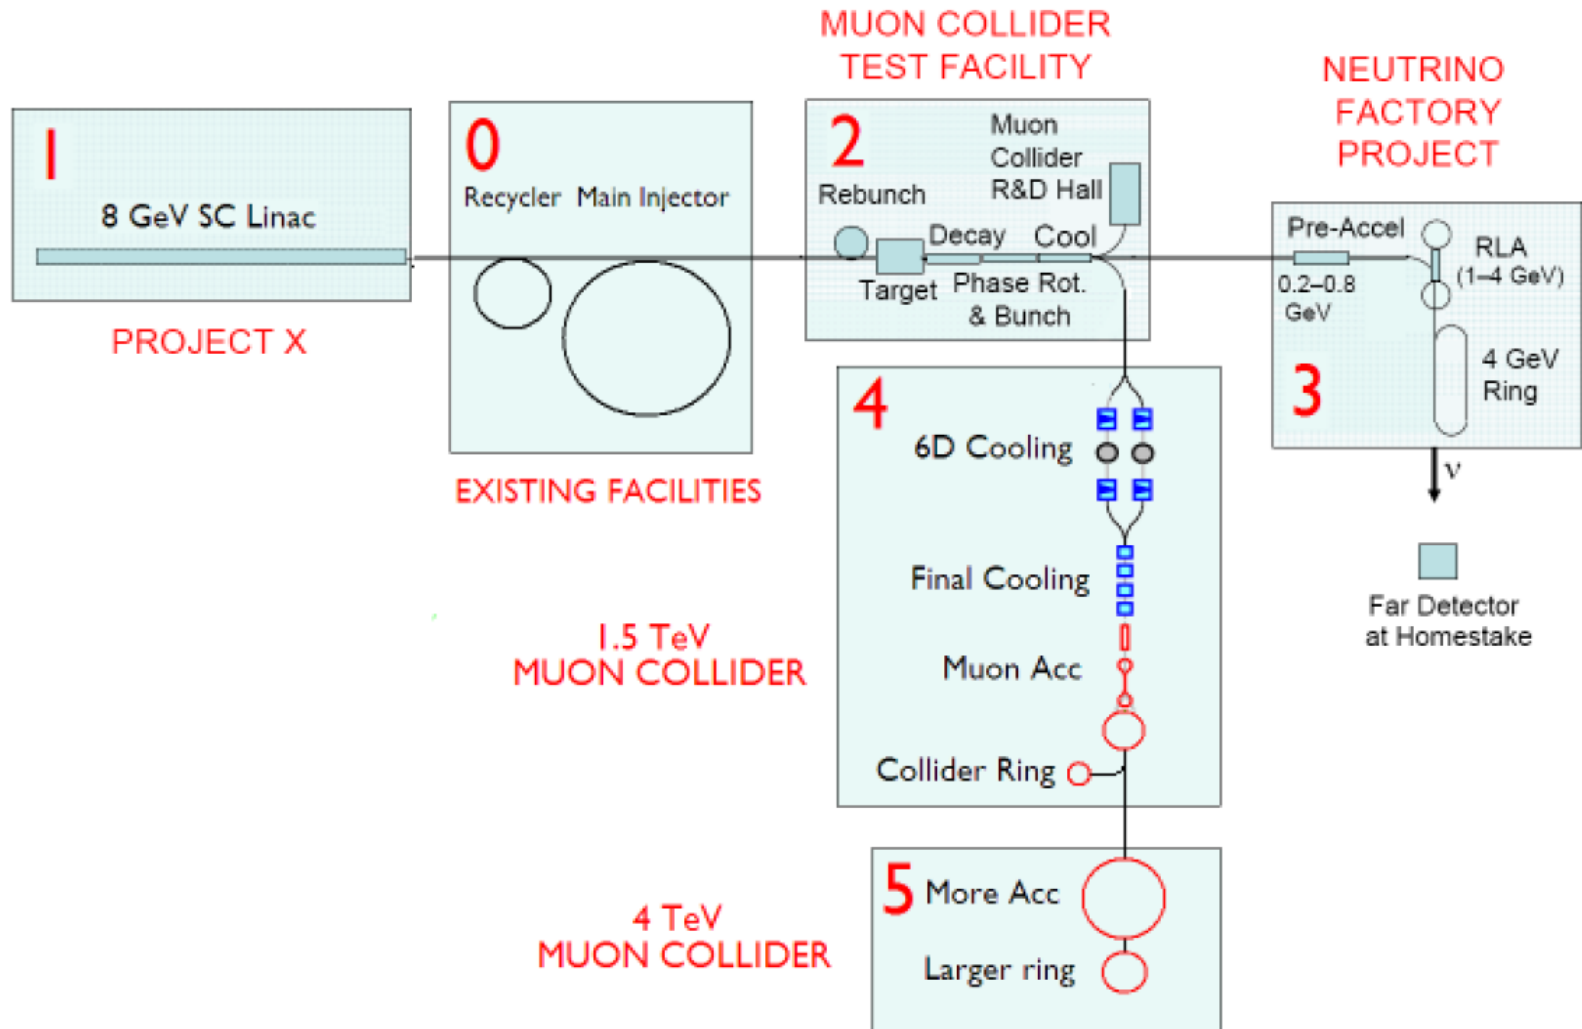 1
8 GeV SC Linac
PROJECT X
0
Recycler Main Injector
EXISTING FACILITIES
MUON COLLIDER
TEST FACILITY
2
Muon
Collider
R&D Hall
Rebunch
Decay
Cool
Target
Phase Rot.
& Bunch
NEUTRINO
FACTORY
PROJECT
Pre-Accel
0.2–0.8
GeV
RLA
(1–4 GeV)
3
4 GeV
Ring
ν
Far Detector
at Homestake
4
6D Cooling
Final Cooling
1.5 TeV
MUON COLLIDER
Muon Acc
Collider Ring
5
More Acc
4 TeV
MUON COLLIDER
Larger ring